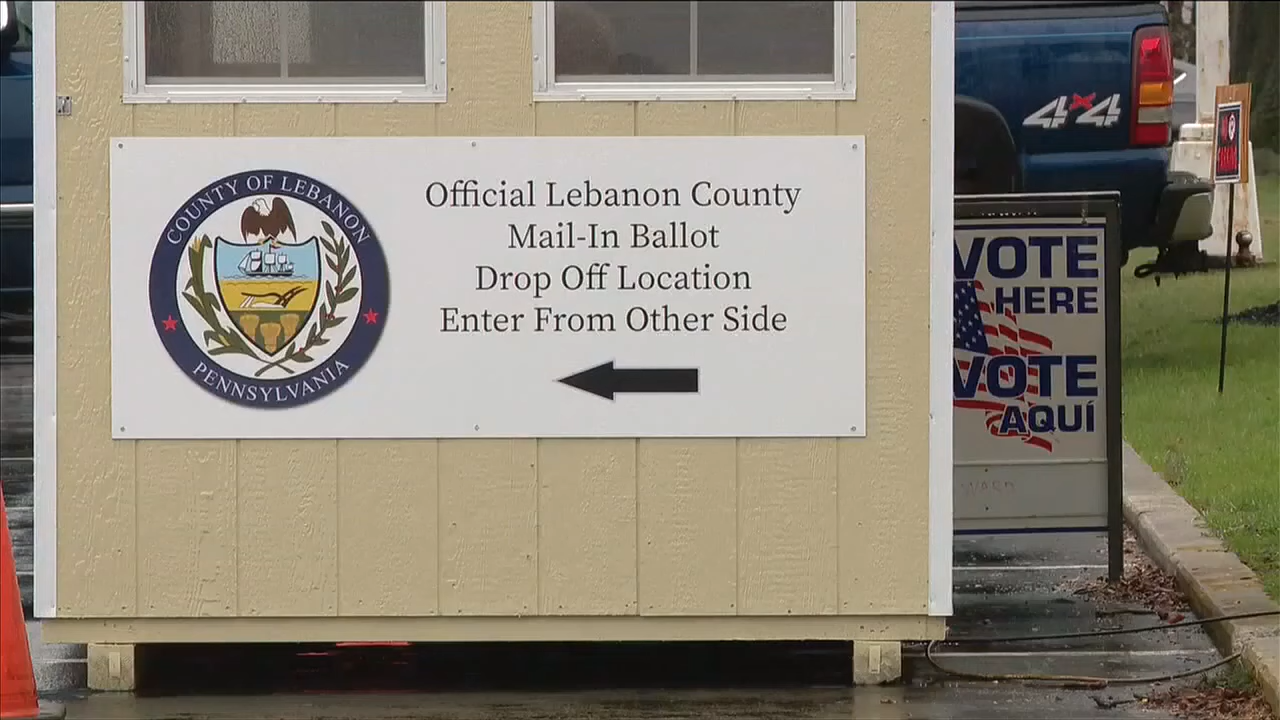 COUNTY OF LEBANON
PENNSYLVANIA
Official Lebanon County
Mail-In Ballot
Drop Off Location
Enter From Other Side
4x4
VOTE
HERE
VOTE
AQUÍ